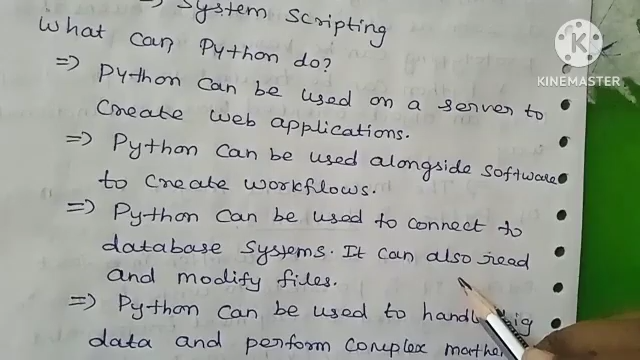 => System Scripting
What can Python do?
=> Python can be used on a server to
create web applications.
=> Python can be used alongside software
to create workflows.
=> Python can be used to connect to
database systems. It can also read
and modify files.
=> Python can be used to handle
data and perform complex
KINEMASTER